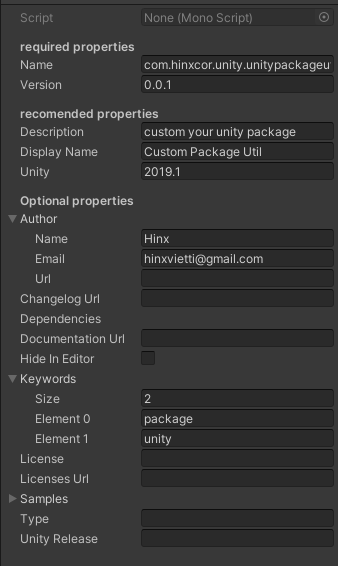 Script None (Mono Script)
required properties
Name com.hinxcor.unity.unitypackageu
Version 0.0.1
recomended properties
Description custom your unity package
Display Name Custom Package Util
Unity 2019.1
Optional properties
Author
Name Hinx
Email hinxvietti@gmail.com
Url
Changelog Url
Dependencies
Documentation Url
Hide In Editor
Keywords
Size 2
Element 0 package
Element 1 unity
License
Licenses Url
Samples
Type
Unity Release